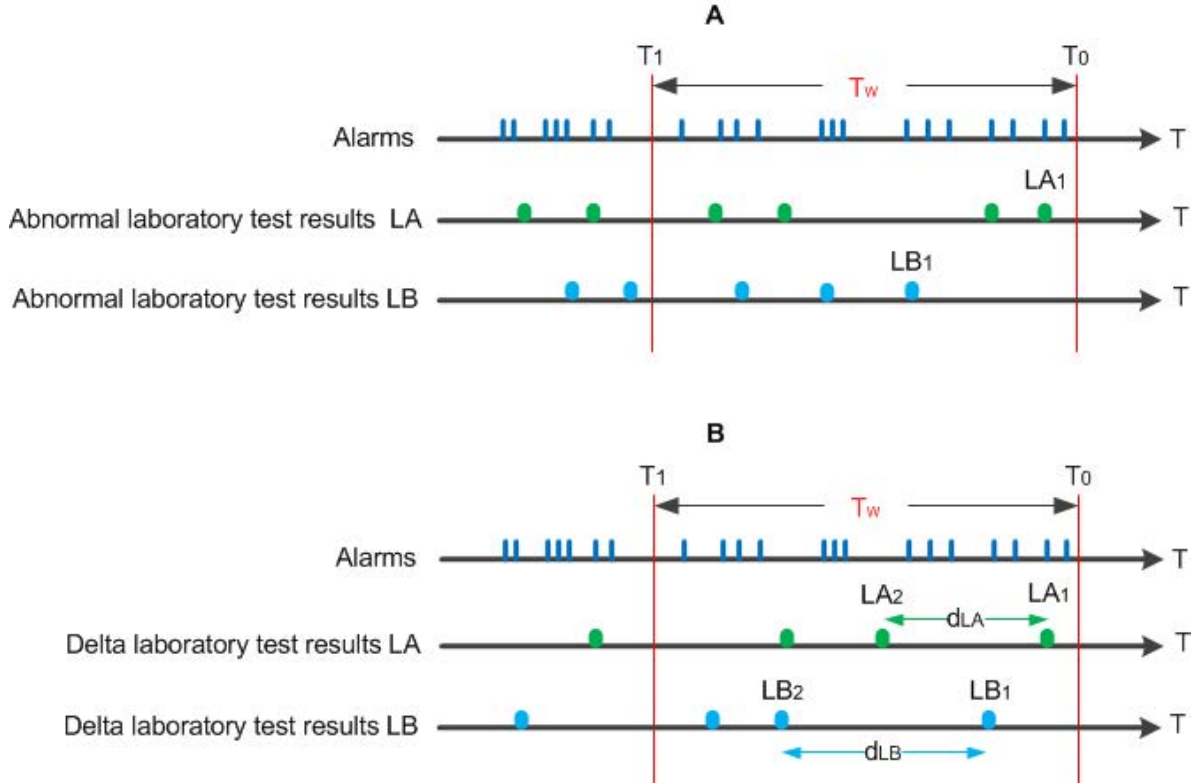 A
T1 T0
Tw
Alarms T
LA1
Abnormal laboratory test results LA T
LB1
Abnormal laboratory test results LB T
B
T1 T0
Tw
Alarms T
LA2 LA1
dLA
Delta laboratory test results LA T
LB2 LB1
Delta laboratory test results LB T
dLB